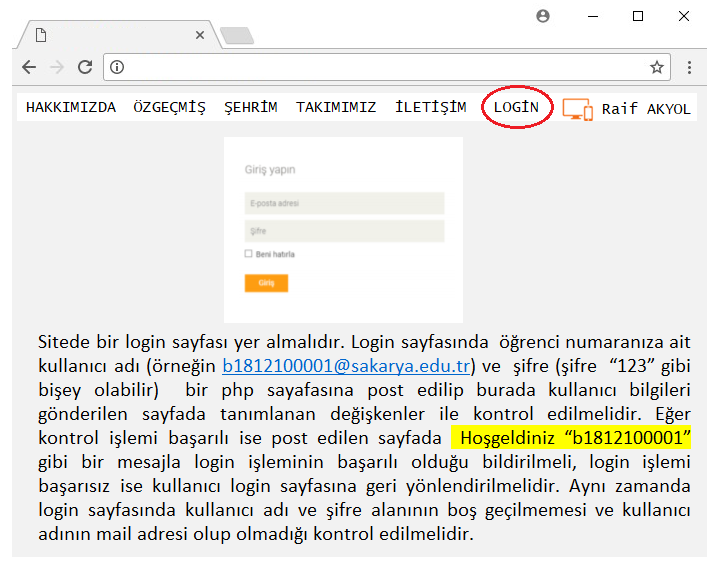 HAKKIMIZDA ÖZGEÇMİŞ ŞEHRİM TAKIMIMIZ İLETİŞİM LOGİN Raif AKYOL
Giriş yapın
E-posta adresi
Şifre
Beni hatırla
Giriş
Sitede bir login sayfası yer almalıdır. Login sayfasında öğrenci numaranıza ait
kullanıcı adı (örneğin b1812100001@sakarya.edu.tr) ve şifre (şifre “123” gibi
bişey olabilir) bir php sayafasına post edilip burada kullanıcı bilgileri
gönderilen sayfada tanımlanan değişkenler ile kontrol edilmelidir. Eğer
kontrol işlemi başarılı ise post edilen sayfada Hoşgeldiniz “b1812100001”
gibi bir mesajla login işleminin başarılı olduğu bildirilmeli, login işlemi
başarısız ise kullanıcı login sayfasına geri yönlendirilmelidir. Aynı zamanda
login sayfasında kullanıcı adı ve şifre alanının boş geçilmemesi ve kullanıcı
adının mail adresi olup olmadığı kontrol edilmelidir.